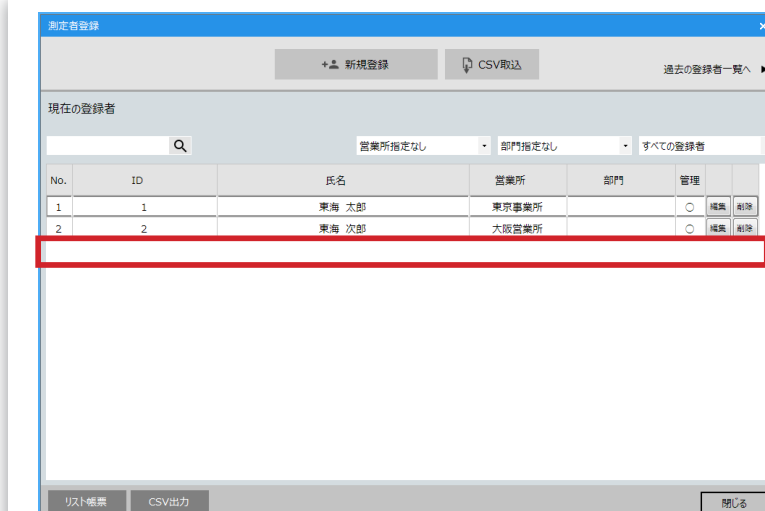 測定者登録
新規登録 CSV取込
過去の登録者一覧へ
現在の登録者
営業所指定なし 部門指定なし すべての登録者
No. ID 氏名 営業所 部門 管理
1 1 東海 太郎 東京事業所 ○ 編集 削除
2 2 東海 次郎 大阪営業所 ○ 編集 削除
リスト帳票 CSV出力 閉じる